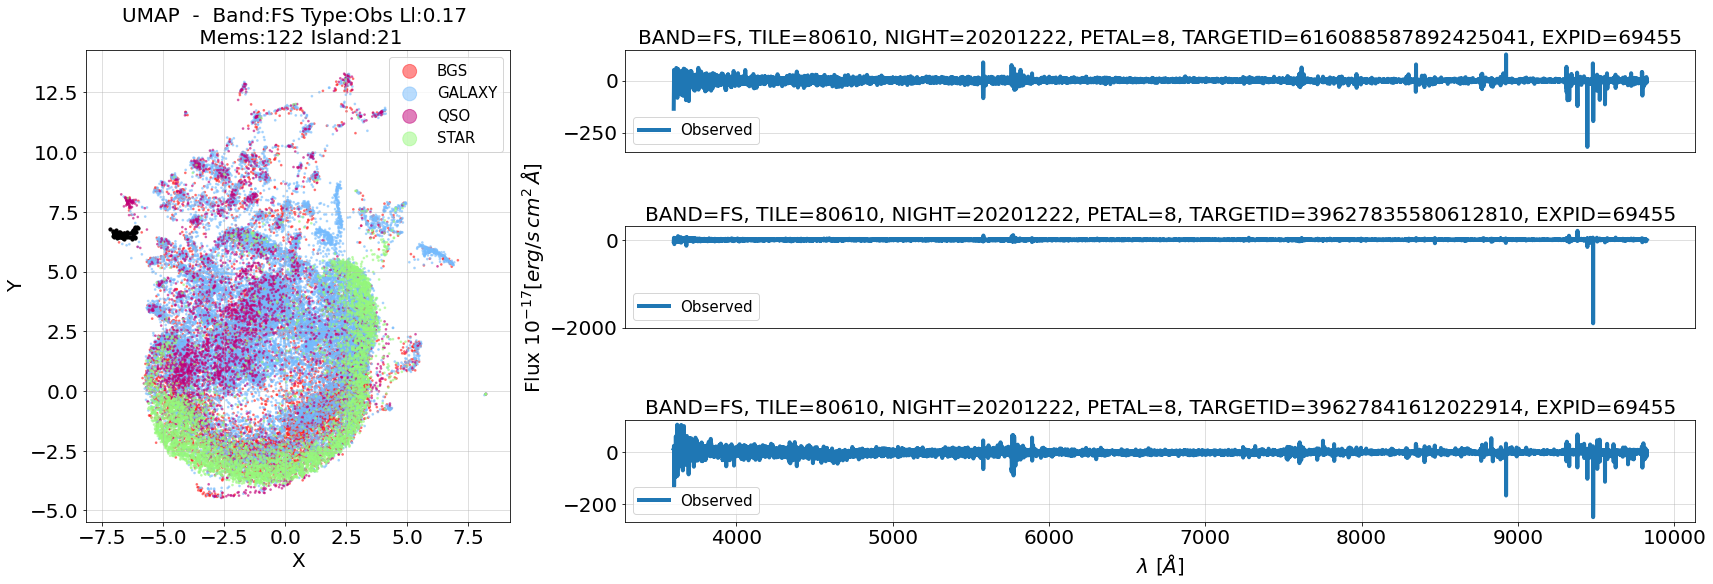 UMAP  -  Band:FS Type:Obs Ll:0.17
Mems:122 Island:21
BGS
GALAXY
QSO
STAR
12.5
10.0
7.5
5.0
2.5
0.0
−2.5
−5.0
Y
−7.5
−5.0
−2.5
0.0
2.5
5.0
7.5
X
Flux 10^{-17}[erg/s cm^2 Å]
BAND=FS, TILE=80610, NIGHT=20201222, PETAL=8, TARGETID=616088587892425041, EXPID=69455
0
−250
Observed
BAND=FS, TILE=80610, NIGHT=20201222, PETAL=8, TARGETID=39627835580612810, EXPID=69455
0
−2000
Observed
BAND=FS, TILE=80610, NIGHT=20201222, PETAL=8, TARGETID=39627841612022914, EXPID=69455
0
−200
Observed
4000
5000
6000
7000
8000
9000
10000
λ [Å]